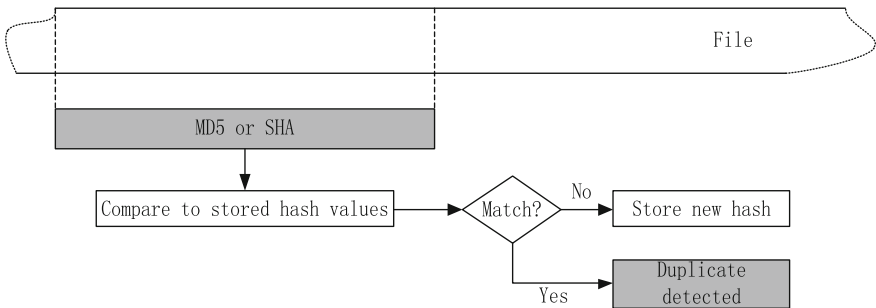 File
MD5 or SHA
Compare to stored hash values
Match?
No
Store new hash
Yes
Duplicate
detected